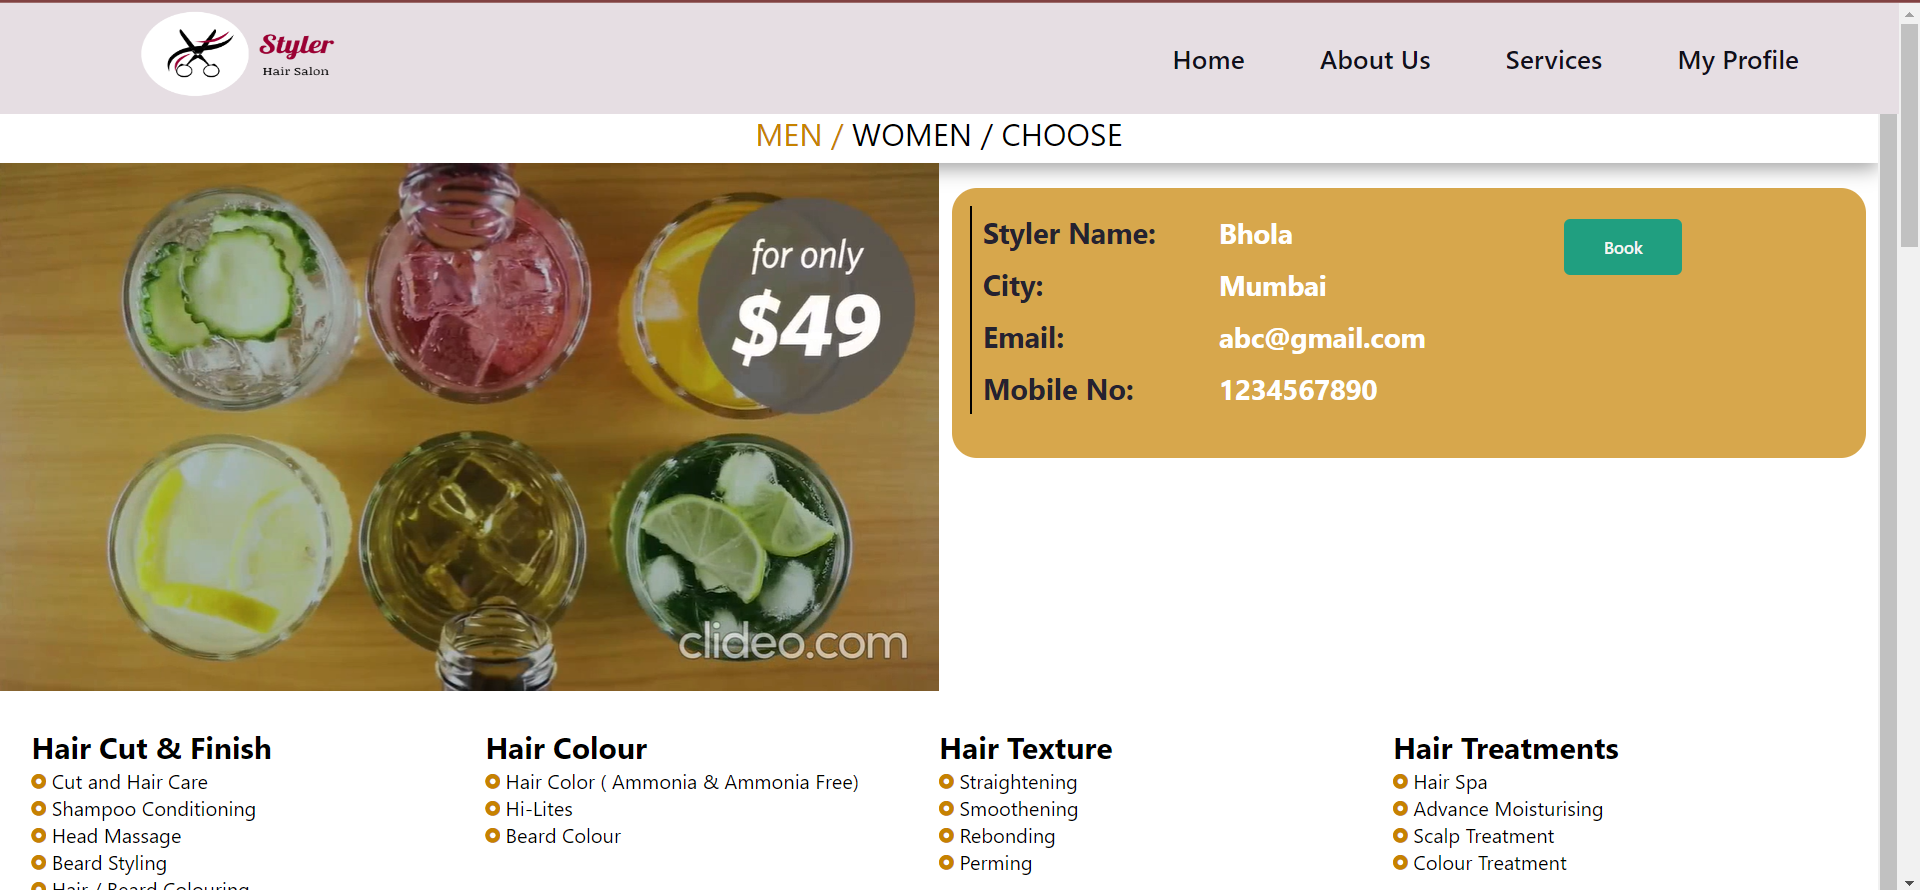 Styler
Hair Salon
Home
About Us
Services
My Profile
MEN / WOMEN / CHOOSE
for only
$49
clideo.com
Styler Name:
Bhola
Book
City:
Mumbai
Email:
abc@gmail.com
Mobile No:
1234567890
Hair Cut & Finish
Cut and Hair Care
Shampoo Conditioning
Head Massage
Beard Styling
Hair / Beard Colouring
Hair Colour
Hair Color ( Ammonia & Ammonia Free)
Hi-Lites
Beard Colour
Hair Texture
Straightening
Smoothening
Rebonding
Perming
Hair Treatments
Hair Spa
Advance Moisturising
Scalp Treatment
Colour Treatment